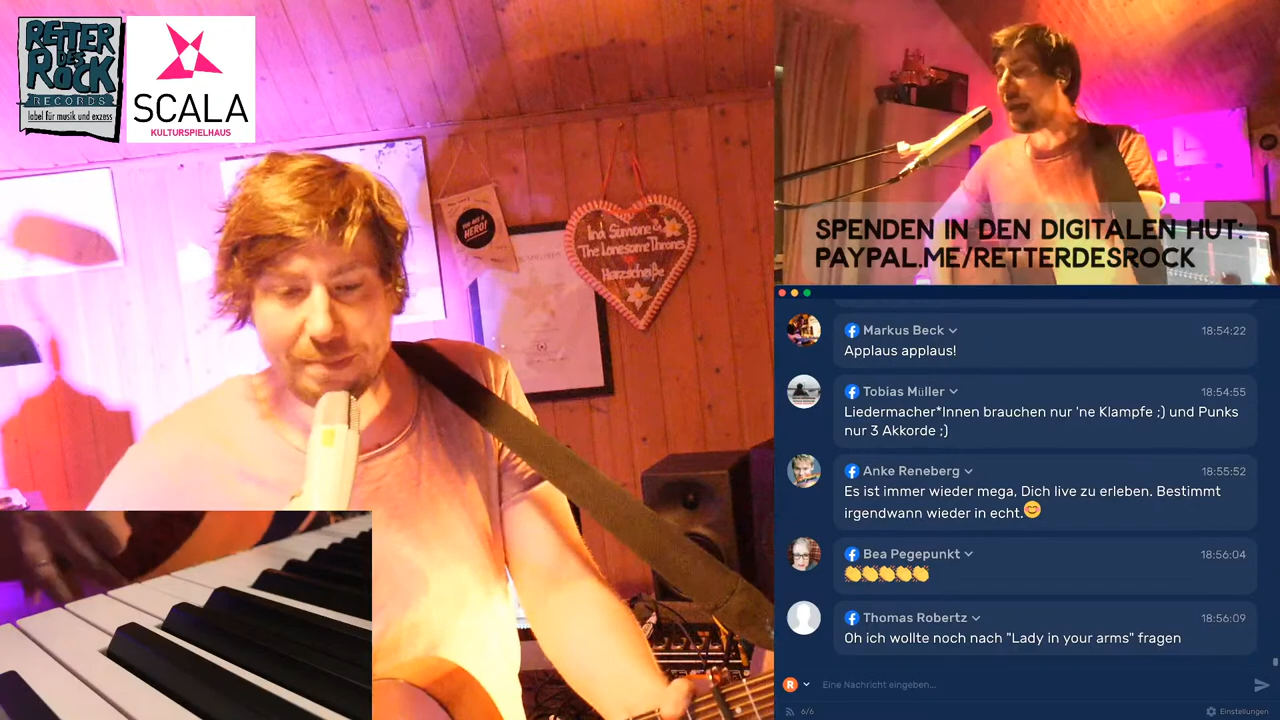 RETTER
DES
ROCK
RECORDS
label für musik und exzess
SCALA
KULTURSPIELHAUS
YOU ARE A
HERO!
Ina Simone &
The Lonesome Thrones
Herzscheiße
SPENDEN IN DEN DIGITALEN HUT:
PAYPAL.ME/RETTERDESROCK
Markus Beck 18:54:22
Applaus applaus!
Tobias Müller 18:54:55
Liedermacher*Innen brauchen nur 'ne Klampfe ;) und Punks
nur 3 Akkorde ;)
Anke Reneberg 18:55:52
Es ist immer wieder mega, Dich live zu erleben. Bestimmt
irgendwann wieder in echt.😊
Bea Pegepunkt 18:56:04
👏👏👏👏👏
Thomas Robertz 18:56:09
Oh ich wollte noch nach "Lady in your arms" fragen
R Eine Nachricht eingeben...
6/6 Einstellungen